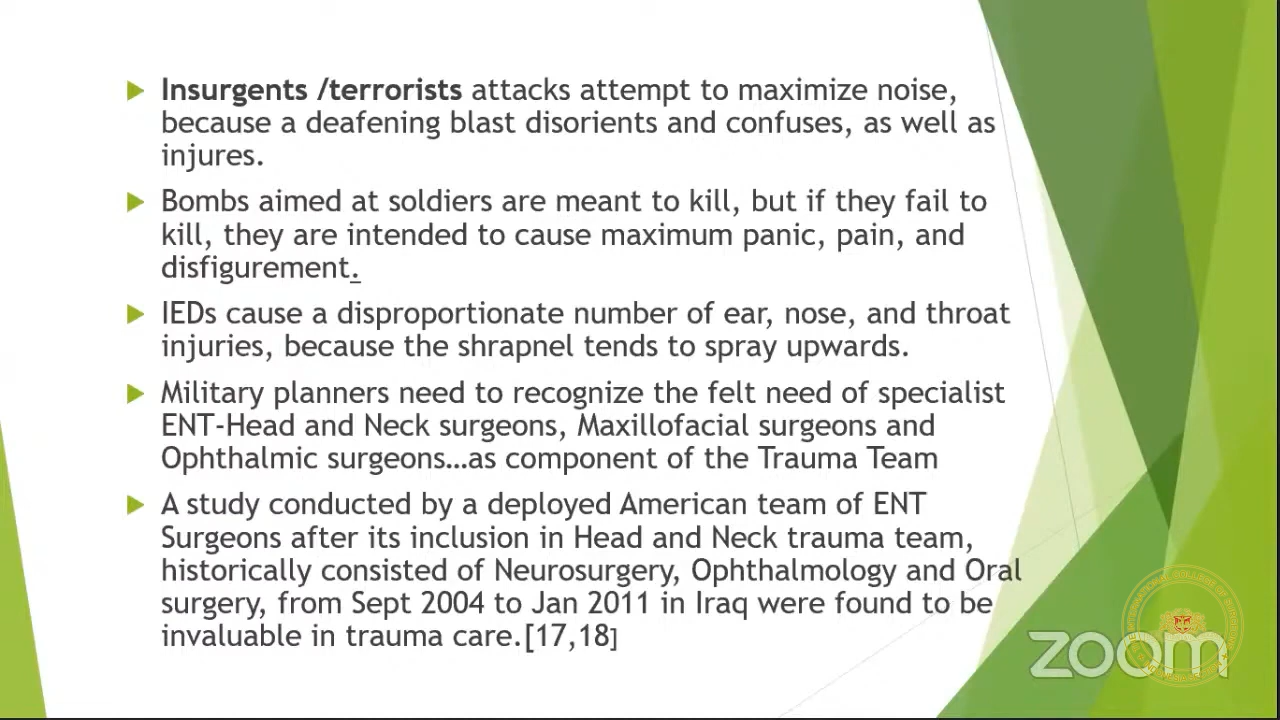 Insurgents /terrorists attacks attempt to maximize noise,
because a deafening blast disorients and confuses, as well as
injures.
Bombs aimed at soldiers are meant to kill, but if they fail to
kill, they are intended to cause maximum panic, pain, and
disfigurement.
IEDs cause a disproportionate number of ear, nose, and throat
injuries, because the shrapnel tends to spray upwards.
Military planners need to recognize the felt need of specialist
ENT-Head and Neck surgeons, Maxillofacial surgeons and
Ophthalmic surgeons…as component of the Trauma Team
A study conducted by a deployed American team of ENT
Surgeons after its inclusion in Head and Neck trauma team,
historically consisted of Neurosurgery, Ophthalmology and Oral
surgery, from Sept 2004 to Jan 2011 in Iraq were found to be
invaluable in trauma care.[17,18]
zoom